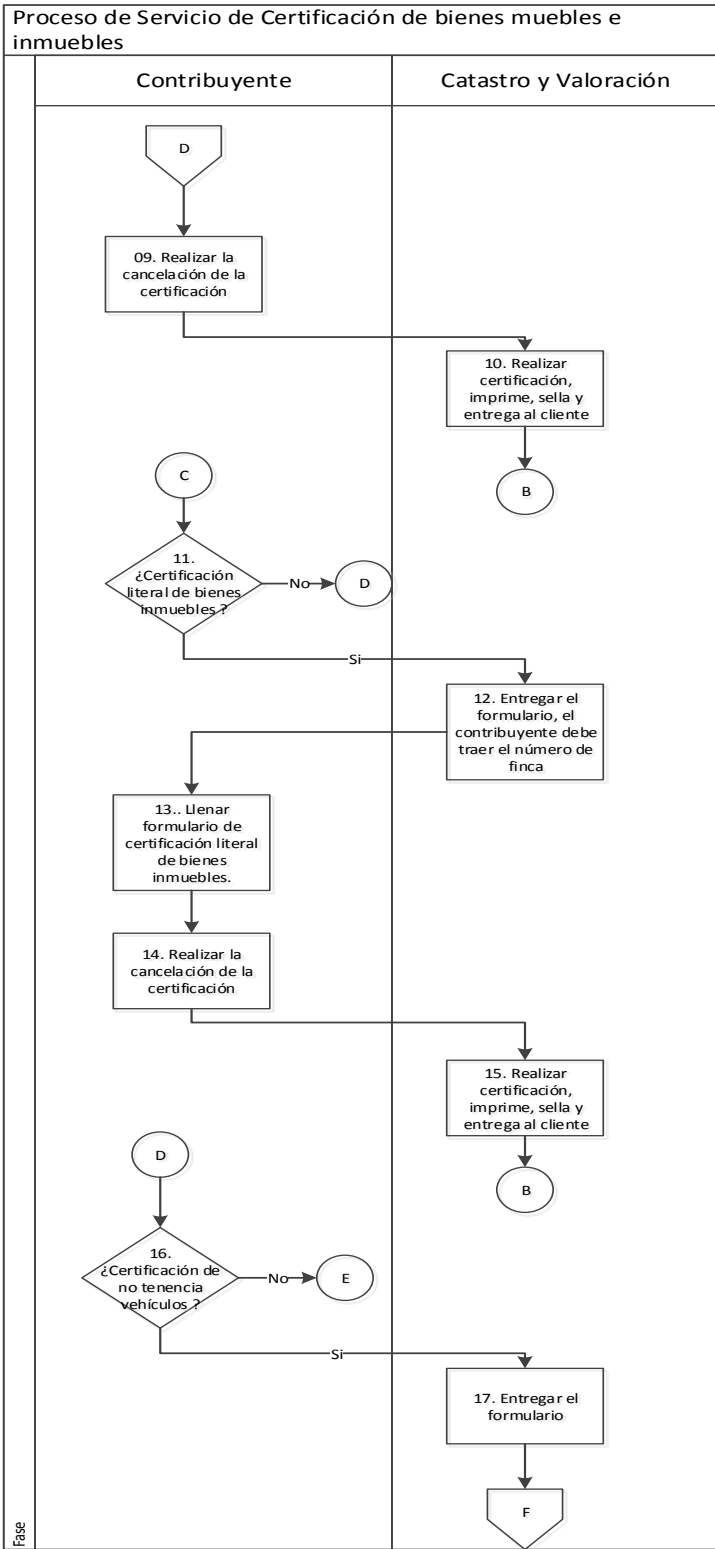 Proceso de Servicio de Certificación de bienes muebles e
inmuebles
Contribuyente
Catastro y Valoración
D
09. Realizar la
cancelación de la
certificación
10. Realizar
certificación,
imprime, sella y
entrega al cliente
B
C
11.
¿Certificación
literal de bienes
inmuebles ?
No
D
Si
12. Entregar el
formulario, el
contribuyente debe
traer el número de
finca
13.. Llenar
formulario de
certificación literal
de bienes
inmuebles.
14. Realizar la
cancelación de la
certificación
15. Realizar
certificación,
imprime, sella y
entrega al cliente
B
D
16.
¿Certificación de
no tenencia
vehículos ?
No
E
Si
17. Entregar el
formulario
F
Fase